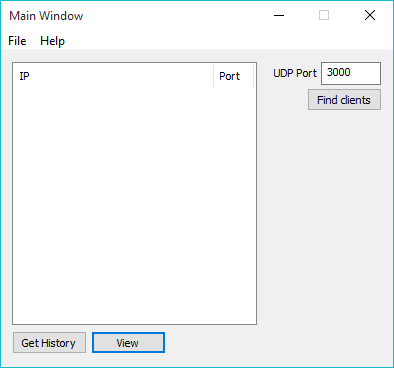 Main Window
File Help
IP Port
UDP Port 3000
Find clients
Get History View